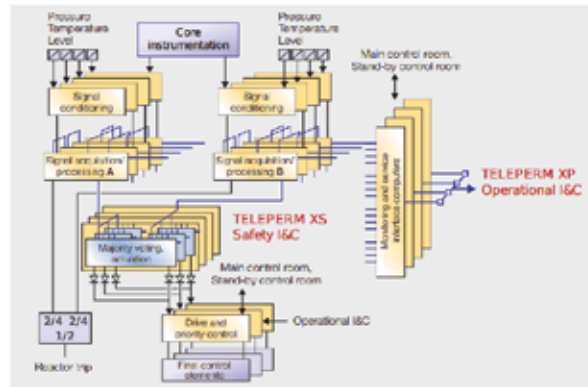 Pressure
Temperature
Level
Core
instrumentation
Pressure
Temperature
Level
Main control room,
Stand-by control room
Signal
conditioning
Signal
conditioning
Signal acquisition/
processing A
Signal acquisition/
processing B
Monitoring and service
interface computers
TELEPERM XP
Operational I&C
TELEPERM XS
Safety I&C
Majority voting,
actuation
Main control room,
Stand-by control room
2/4 2/4
1/2
Drive and
priority control
Operational I&C
Reactor trip
Final control
elements